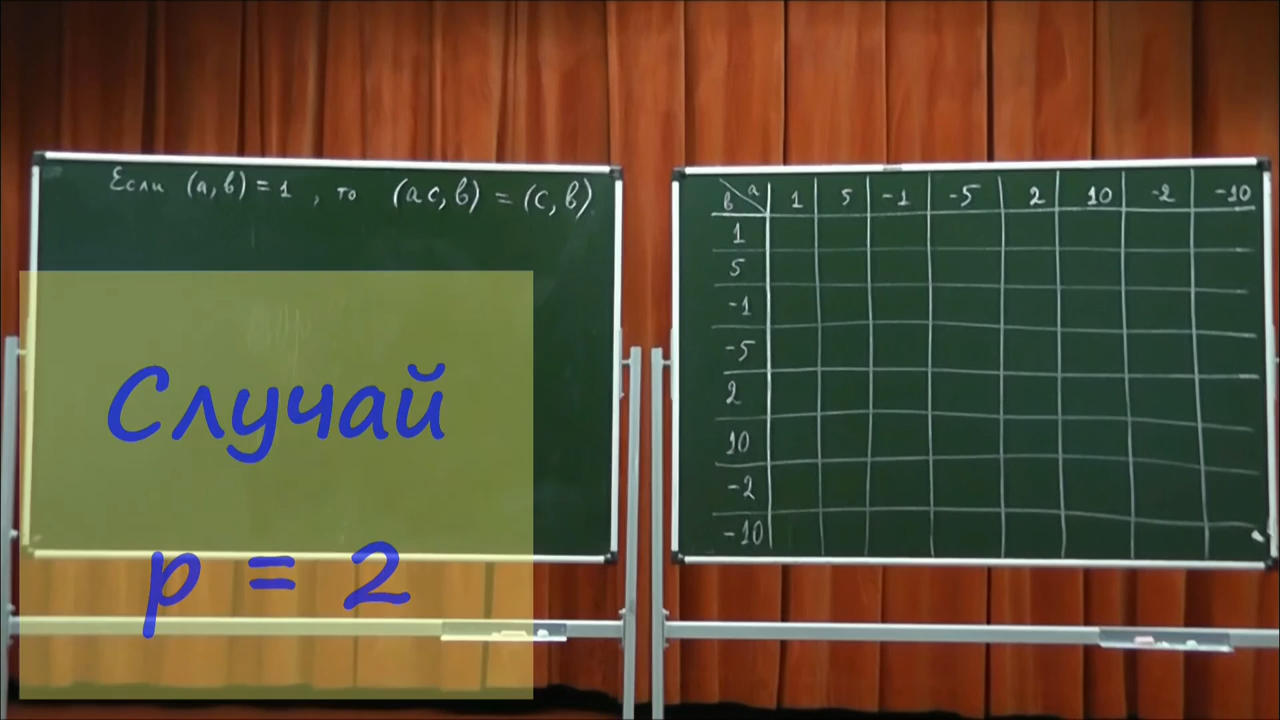 Если (a, b) = 1 , то (ac, b) = (c, b)
Случай
p = 2
b a 1 5 -1 -5 2 10 -2 -10
1
5
-1
-5
2
10
-2
-10